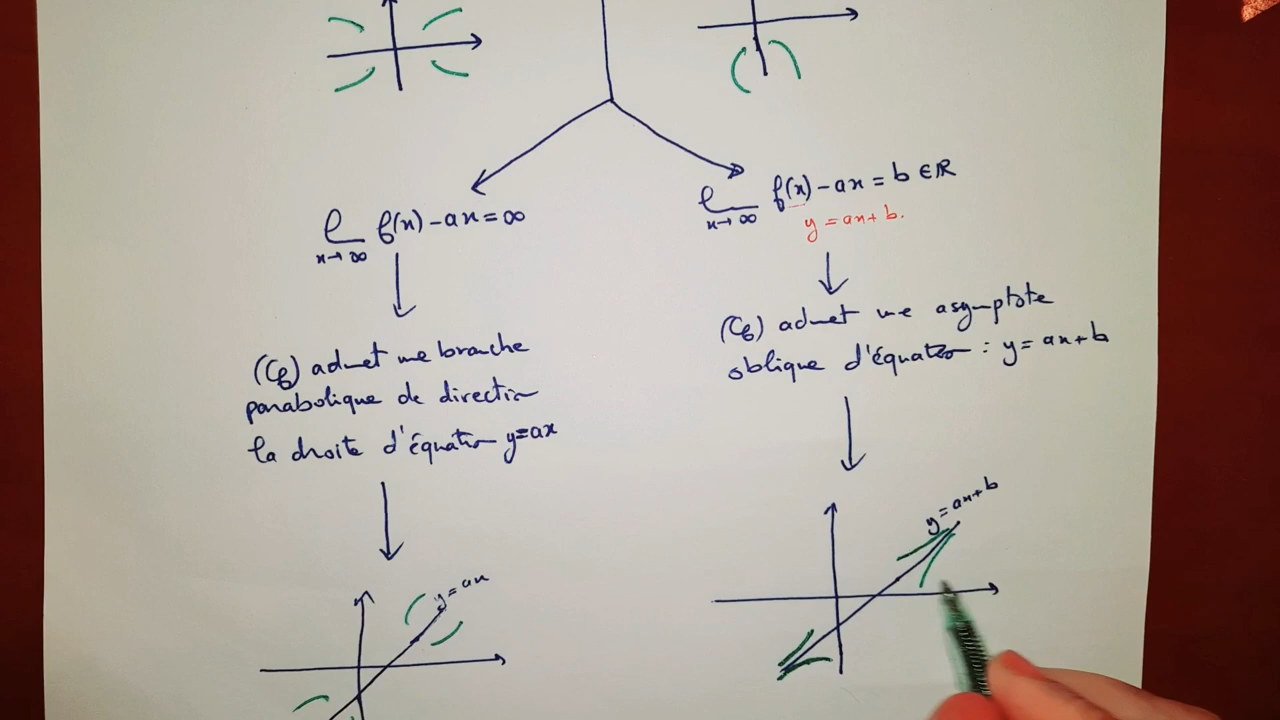 lim f(x) - ax = ∞
x→∞
(Cf) admet une branche
parabolique de direction
la droite d'équation y=ax
y=ax
lim f(x) - ax = b ∈ ℝ
x→∞
y = ax + b.
(Cf) admet une asymptote
oblique d'équation : y = ax+b
y = ax+b